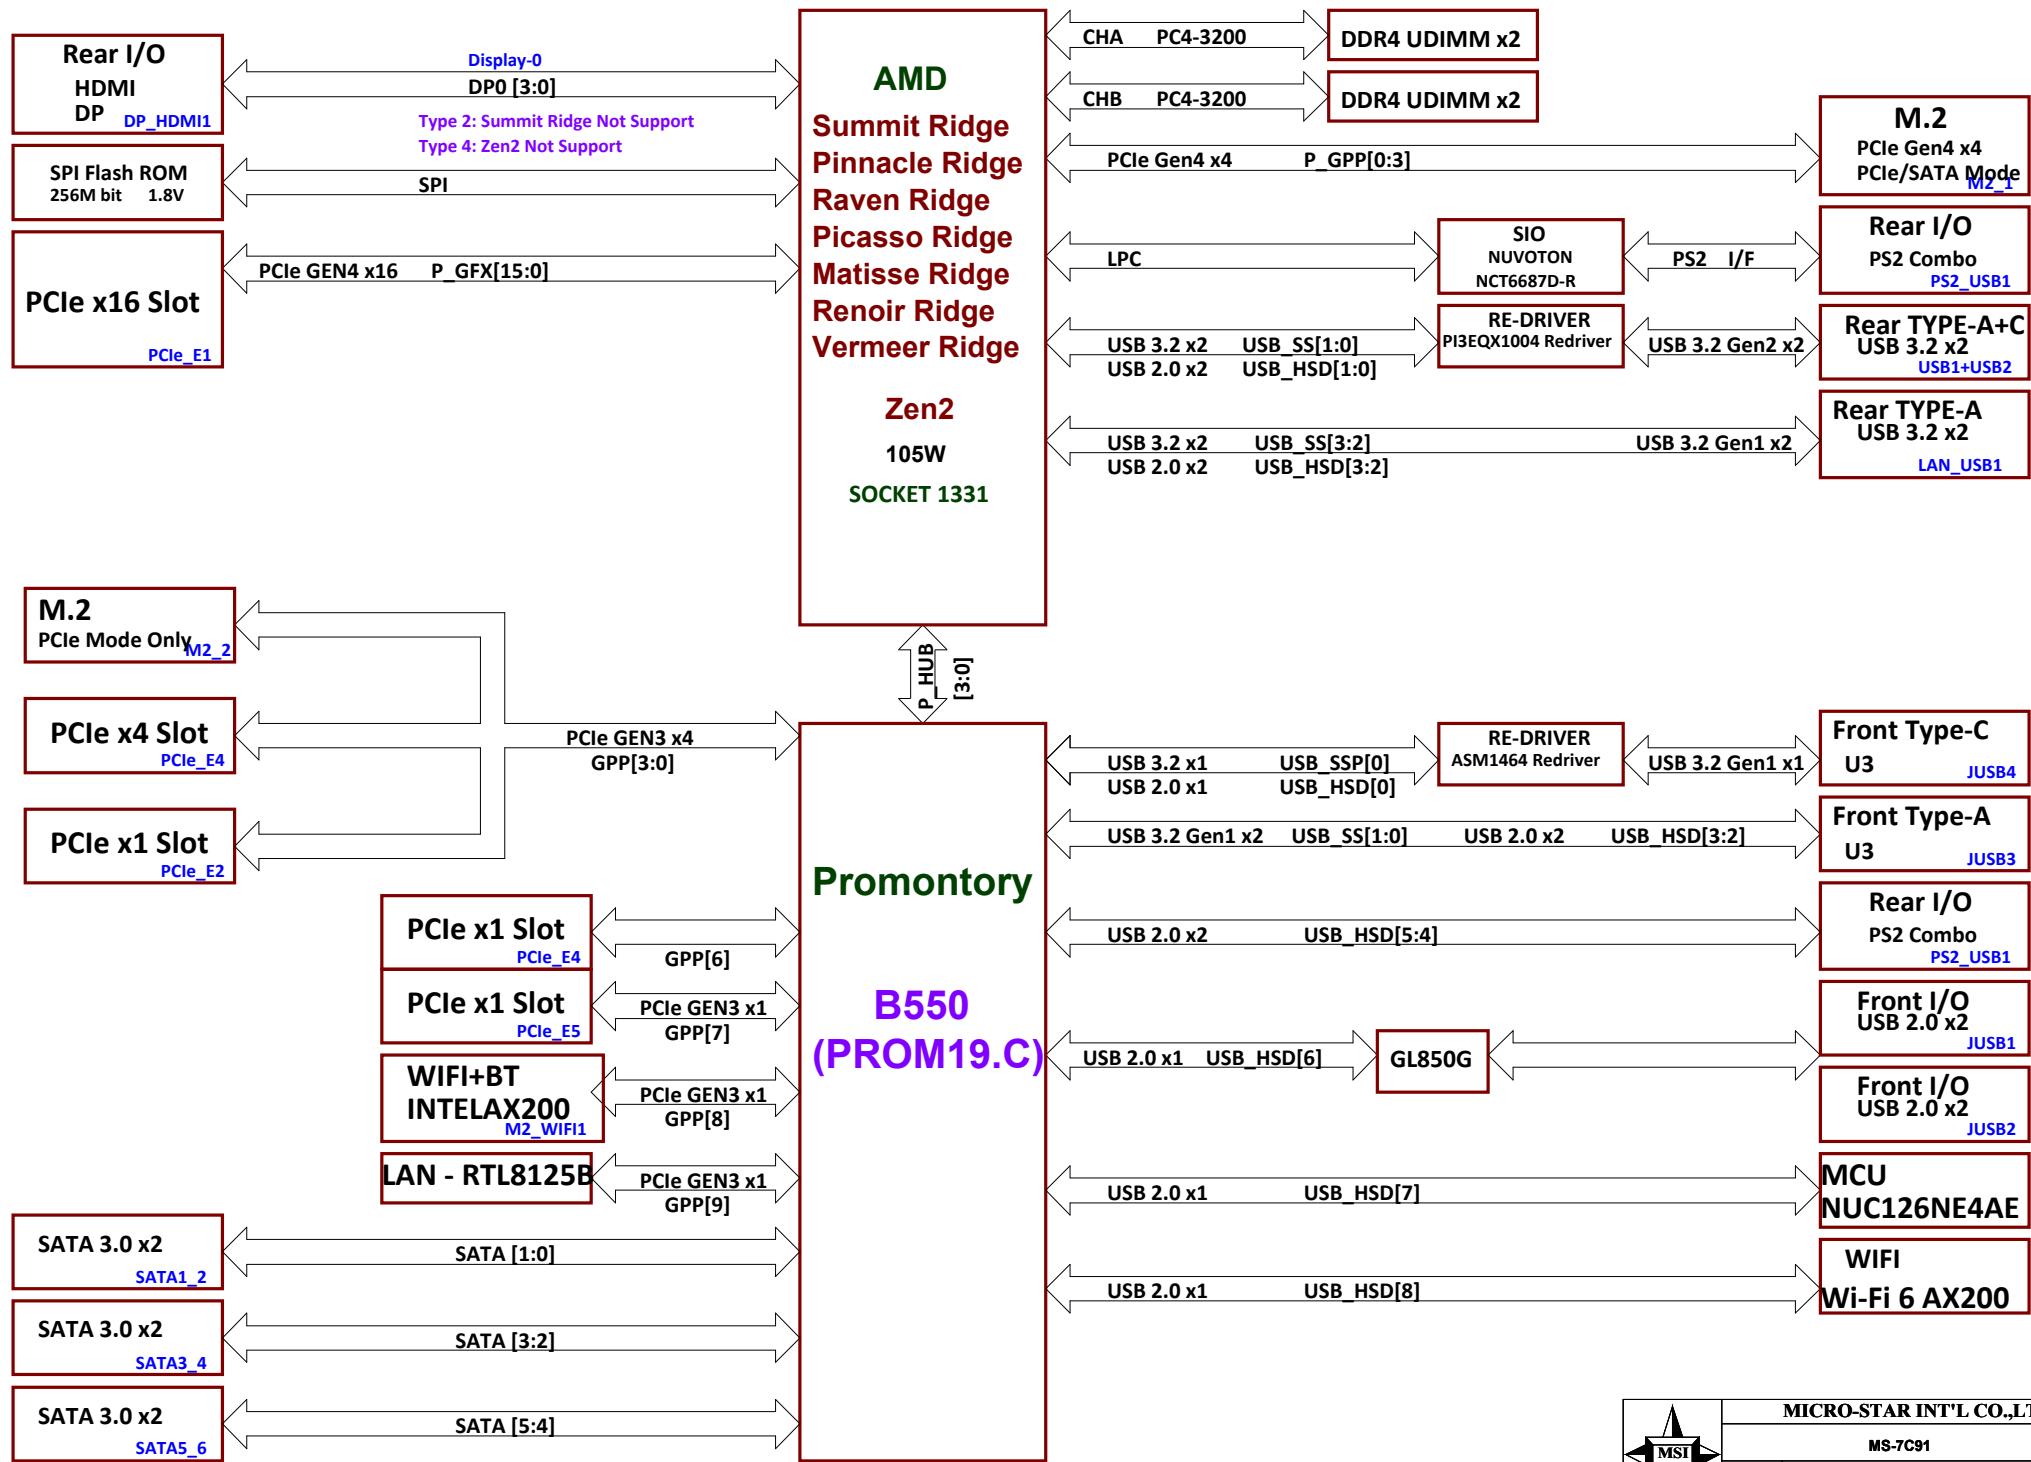 Rear I/O
HDMI
DP DP_HDMI1
Display-0
DP0 [3:0]
Type 2: Summit Ridge Not Support
Type 4: Zen2 Not Support
SPI Flash ROM
256M bit 1.8V
SPI
PCIe x16 Slot
PCIe_E1
PCIe GEN4 x16 P_GFX[15:0]
AMD
Summit Ridge
Pinnacle Ridge
Raven Ridge
Picasso Ridge
Matisse Ridge
Renoir Ridge
Vermeer Ridge
Zen2
105W
SOCKET 1331
CHA PC4-3200
DDR4 UDIMM x2
CHB PC4-3200
DDR4 UDIMM x2
PCIe Gen4 x4 P_GPP[0:3]
M.2
PCIe Gen4 x4
PCIe/SATA Mode
M2_1
LPC
SIO
NUVOTON
NCT6687D-R
PS2 I/F
Rear I/O
PS2 Combo
PS2_USB1
USB 3.2 x2 USB_SS[1:0]
USB 2.0 x2 USB_HSD[1:0]
RE-DRIVER
PI3EQX1004 Redriver
USB 3.2 Gen2 x2
Rear TYPE-A+C
USB 3.2 x2
USB1+USB2
USB 3.2 x2 USB_SS[3:2] USB 3.2 Gen1 x2
USB 2.0 x2 USB_HSD[3:2]
Rear TYPE-A
USB 3.2 x2
LAN_USB1
P_HUB
[3:0]
M.2
PCIe Mode Only
M2_2
PCIe x4 Slot
PCIe_E4
PCIe x1 Slot
PCIe_E2
PCIe GEN3 x4
GPP[3:0]
PCIe x1 Slot
PCIe_E4
GPP[6]
PCIe x1 Slot
PCIe_E5
PCIe GEN3 x1
GPP[7]
WIFI+BT
INTELAX200
M2_WIFI1
PCIe GEN3 x1
GPP[8]
LAN - RTL8125B
PCIe GEN3 x1
GPP[9]
SATA 3.0 x2
SATA1_2
SATA [1:0]
SATA 3.0 x2
SATA3_4
SATA [3:2]
SATA 3.0 x2
SATA5_6
SATA [5:4]
Promontory
B550
(PROM19.C)
USB 3.2 x1 USB_SSP[0]
USB 2.0 x1 USB_HSD[0]
RE-DRIVER
ASM1464 Redriver
USB 3.2 Gen1 x1
Front Type-C
U3 JUSB4
USB 3.2 Gen1 x2 USB_SS[1:0] USB 2.0 x2 USB_HSD[3:2]
Front Type-A
U3 JUSB3
USB 2.0 x2 USB_HSD[5:4]
Rear I/O
PS2 Combo
PS2_USB1
USB 2.0 x1 USB_HSD[6]
GL850G
Front I/O
USB 2.0 x2
JUSB1
Front I/O
USB 2.0 x2
JUSB2
USB 2.0 x1 USB_HSD[7]
MCU
NUC126NE4AE
USB 2.0 x1 USB_HSD[8]
WIFI
Wi-Fi 6 AX200
MSI
MICRO-STAR INT'L CO.,LT
MS-7C91